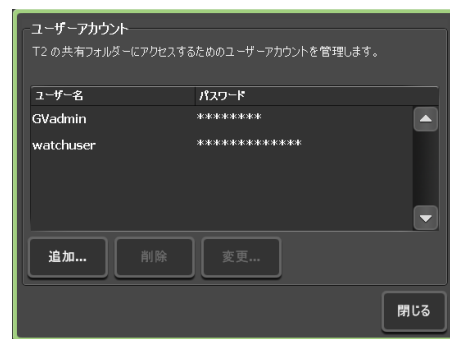 ユーザーアカウント
T2 の共有フォルダーにアクセスするためのユーザーアカウントを管理します。
ユーザー名 パスワード
GVadmin ********
watchuser *************
追加... 削除 変更...
閉じる